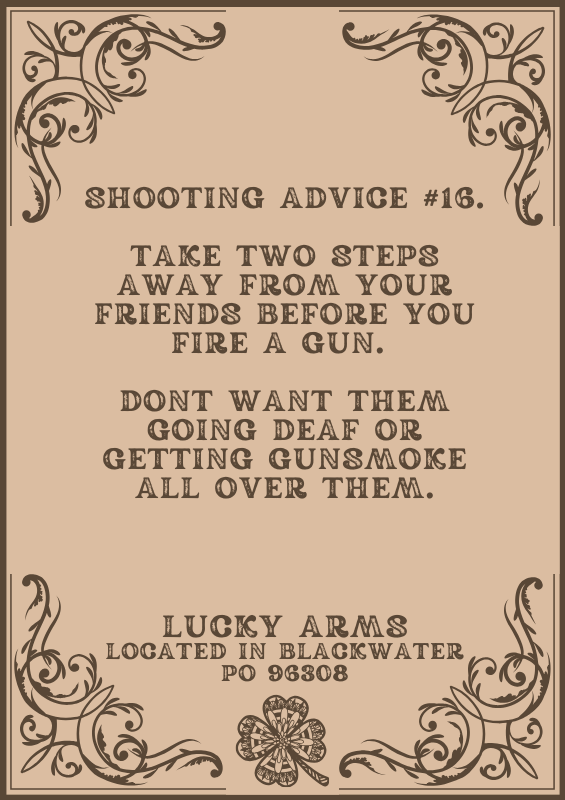 SHOOTING ADVICE #16.
TAKE TWO STEPS
AWAY FROM YOUR
FRIENDS BEFORE YOU
FIRE A GUN.
DONT WANT THEM
GOING DEAF OR
GETTING GUNSMOKE
ALL OVER THEM.
LUCKY ARMS
LOCATED IN BLACKWATER
PO 96308